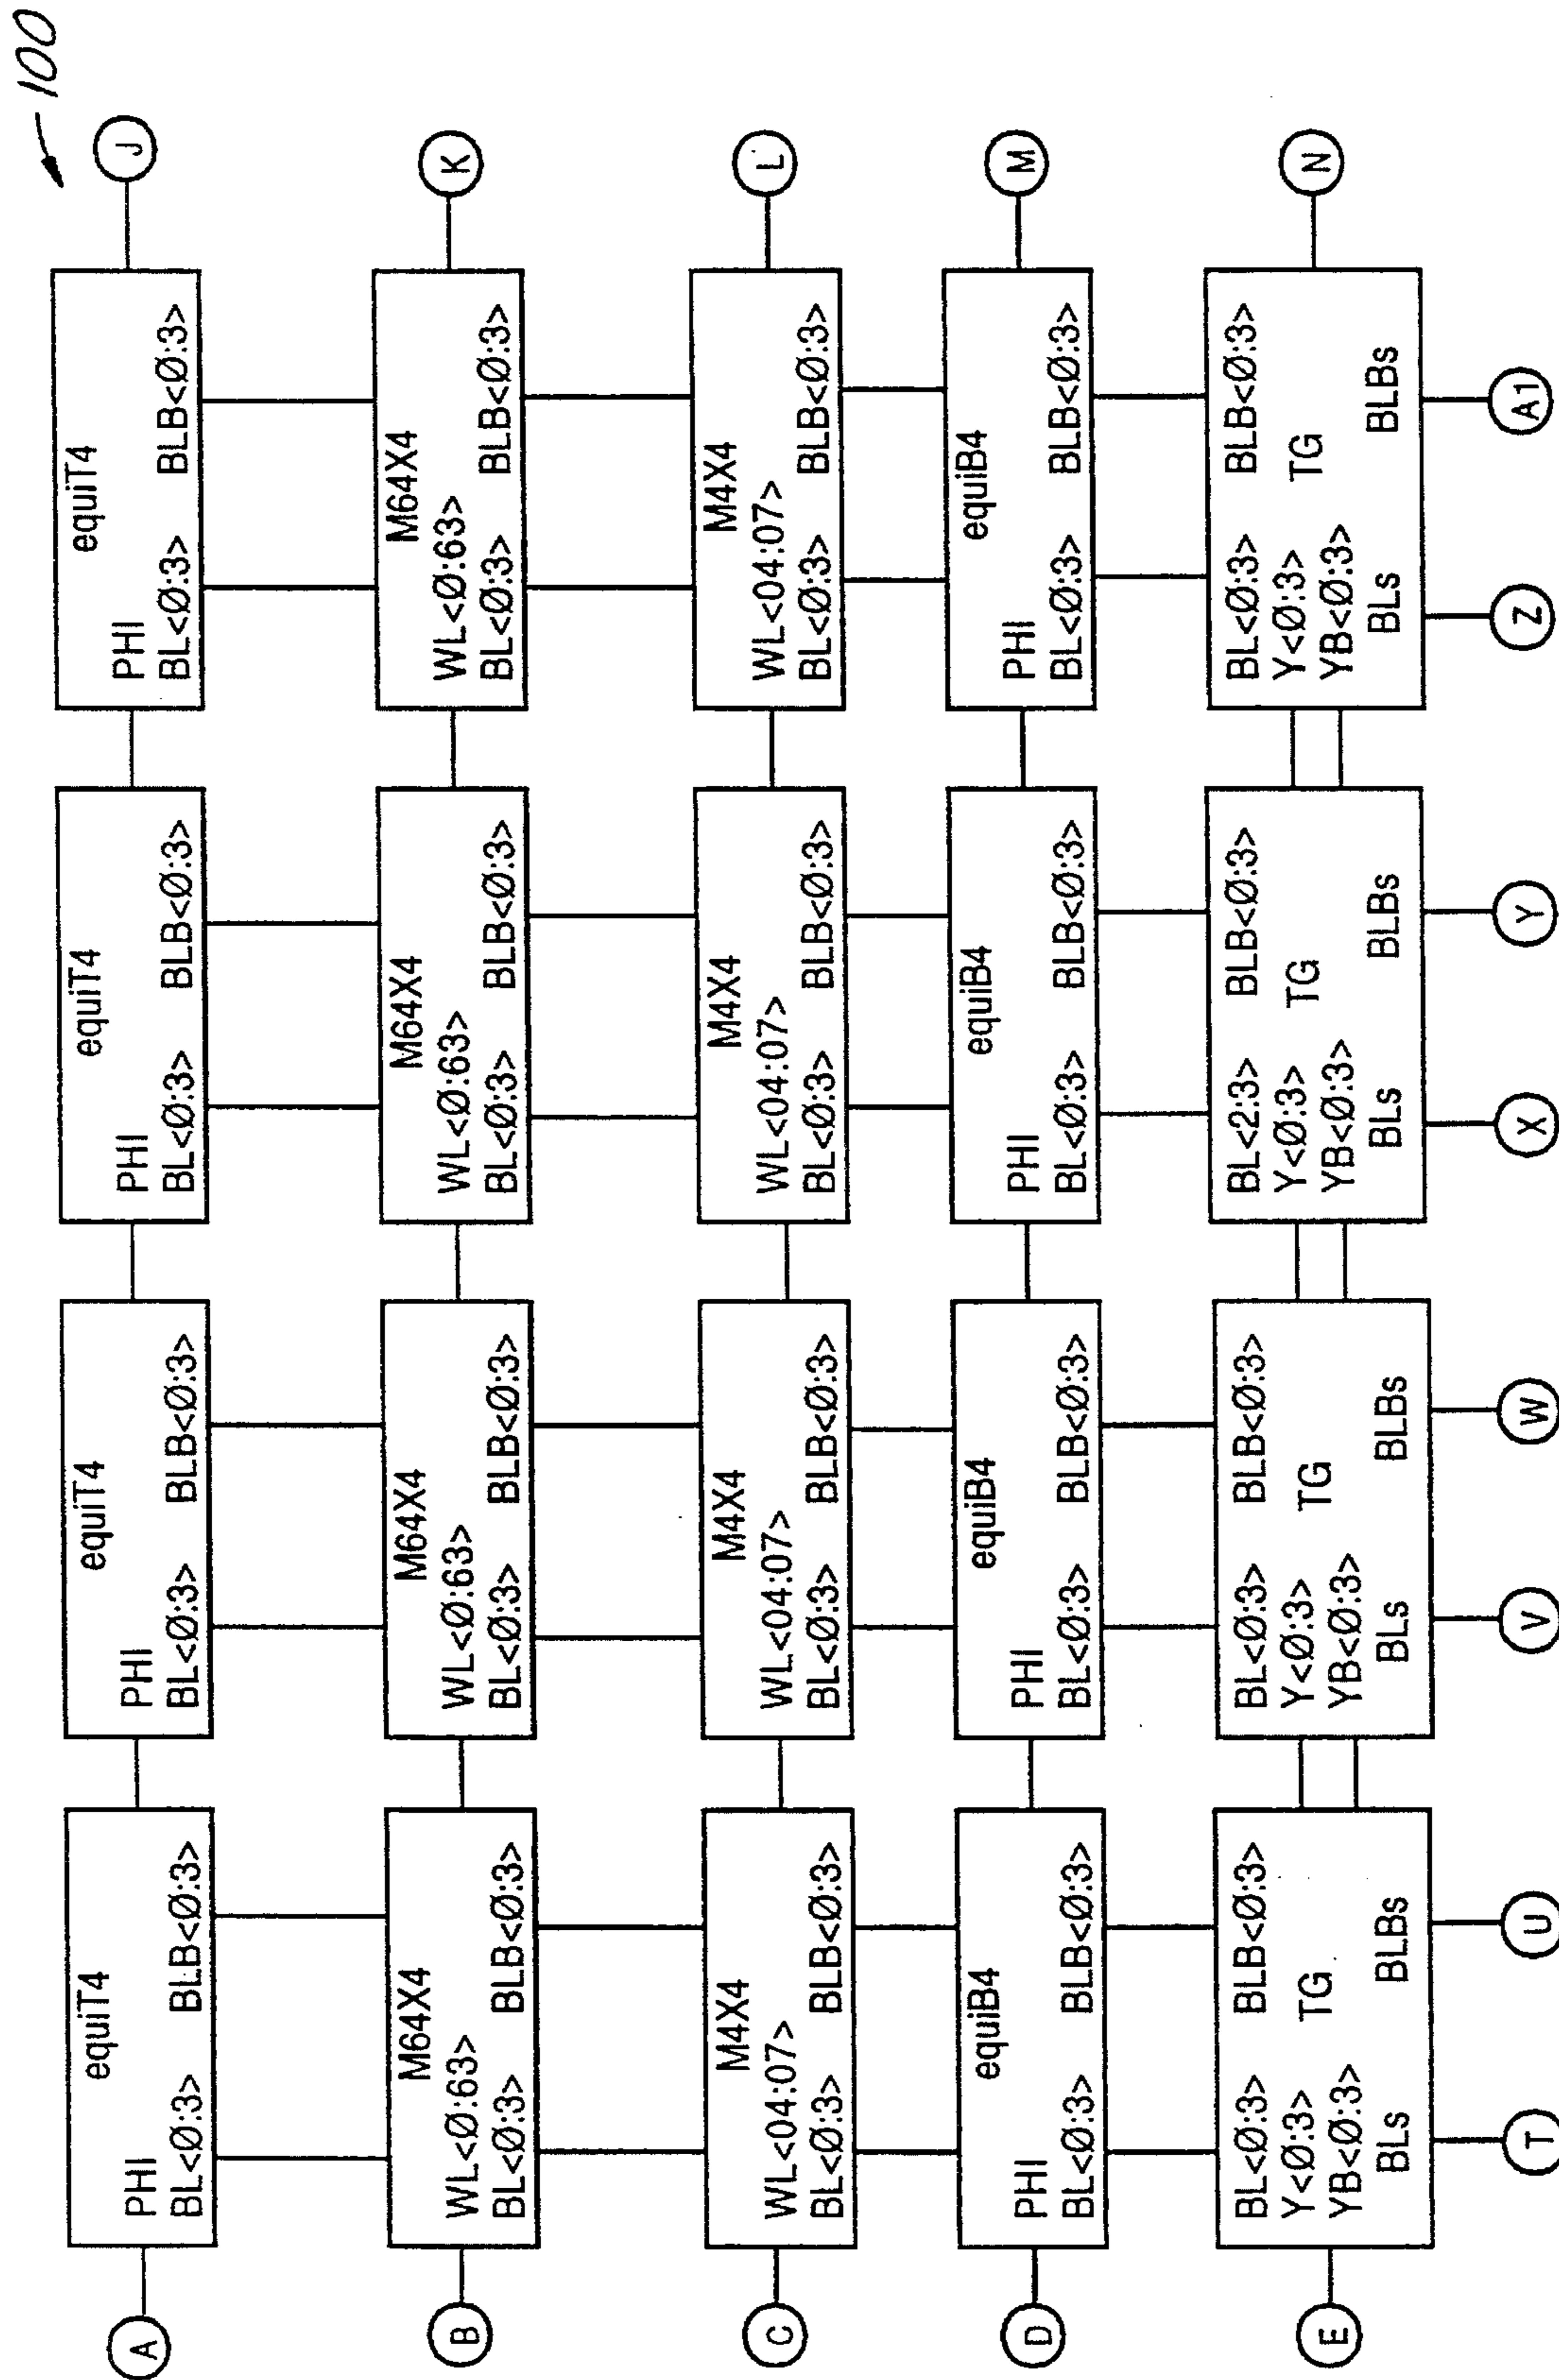 100
A
equiT4
PHI
BL<Ø:3> BLB<Ø:3>
equiT4
PHI
BL<Ø:3> BLB<Ø:3>
equiT4
PHI
BL<Ø:3> BLB<Ø:3>
equiT4
PHI
BL<Ø:3> BLB<Ø:3>
J
B
M64X4
WL<Ø:63>
BL<Ø:3> BLB<Ø:3>
M64X4
WL<Ø:63>
BL<Ø:3> BLB<Ø:3>
M64X4
WL<Ø:63>
BL<Ø:3> BLB<Ø:3>
M64X4
WL<Ø:63>
BL<Ø:3> BLB<Ø:3>
K
C
M4X4
WL<04:07>
BL<Ø:3> BLB<Ø:3>
M4X4
WL<04:07>
BL<Ø:3> BLB<Ø:3>
M4X4
WL<04:07>
BL<Ø:3> BLB<Ø:3>
M4X4
WL<04:07>
BL<Ø:3> BLB<Ø:3>
L
D
equiB4
PHI
BL<Ø:3> BLB<Ø:3>
equiB4
PHI
BL<Ø:3> BLB<Ø:3>
equiB4
PHI
BL<Ø:3> BLB<Ø:3>
equiB4
PHI
BL<Ø:3> BLB<Ø:3>
M
E
BL<Ø:3> BLB<Ø:3>
Y<Ø:3> TG
YB<Ø:3>
BLs BLBs
BL<Ø:3> BLB<Ø:3>
Y<Ø:3> TG
YB<Ø:3>
BLs BLBs
BL<2:3> BLB<Ø:3>
Y<Ø:3> TG
YB<Ø:3>
BLs BLBs
BL<Ø:3> BLB<Ø:3>
Y<Ø:3> TG
YB<Ø:3>
BLs BLBs
N
T U V W X Y Z A1